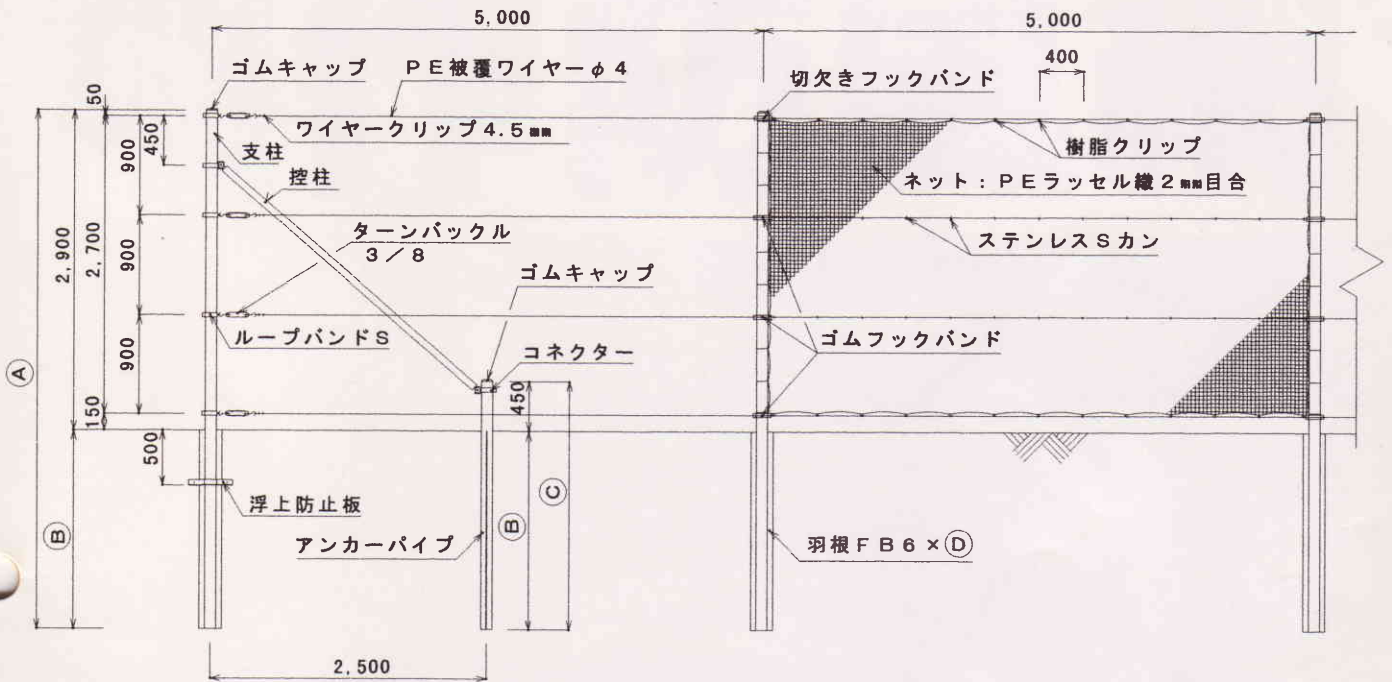 5,000
5,000
400
ゴムキャップ
PE被覆ワイヤーφ4
切欠きフックバンド
50
450
900
ワイヤークリップ4.5mm
樹脂クリップ
支柱
控柱
ネット:PEラッセル織2mm目合
2,900
2,700
900
ターンバックル
3/8
ステンレスSカン
ゴムキャップ
900
ループバンドS
コネクター
ゴムフックバンド
A
450
150
500
浮上防止板
C
B
アンカーパイプ
B
羽根FB6×D
2,500